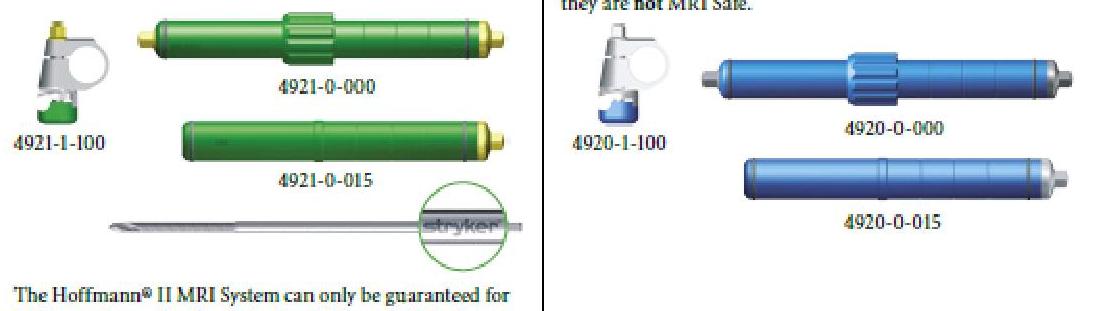 4921-0-000
4921-1-100
4921-0-015
stryker
The Hoffmann® II MRI System can only be guaranteed for
they are not MRI Safe.
4920-0-000
4920-1-100
4920-0-015